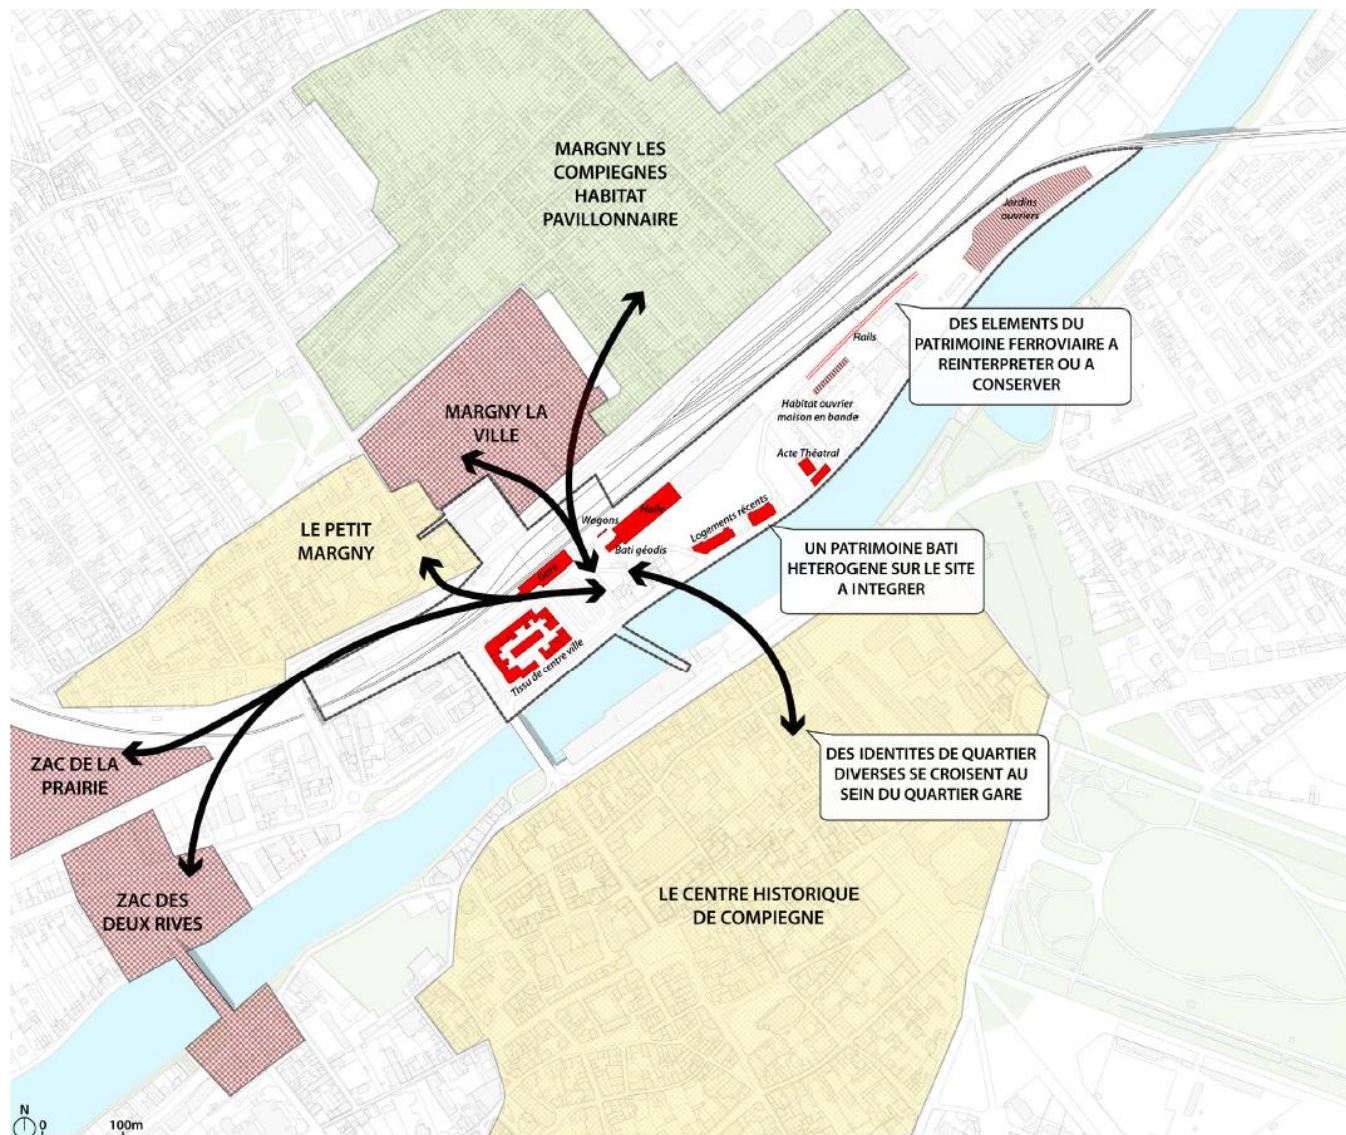 MARGNY LES
COMPIEGNES
HABITAT
PAVILLONNAIRE
Jardins
ouvriers
DES ELEMENTS DU
PATRIMOINE FERROVIAIRE A
REINTERPRETER OU A
CONSERVER
Rails
Habitat ouvrier
maison en bande
MARGNY LA
VILLE
Acte Théatral
LE PETIT
MARGNY
Wagons
Halle
Logements récents
Bati géodis
UN PATRIMOINE BATI
HETEROGENE SUR LE SITE
A INTEGRER
Gare
Tissu de centre ville
ZAC DE LA
PRAIRIE
DES IDENTITES DE QUARTIER
DIVERSES SE CROISENT AU
SEIN DU QUARTIER GARE
ZAC DES
DEUX RIVES
LE CENTRE HISTORIQUE
DE COMPIEGNE
N
0 100m